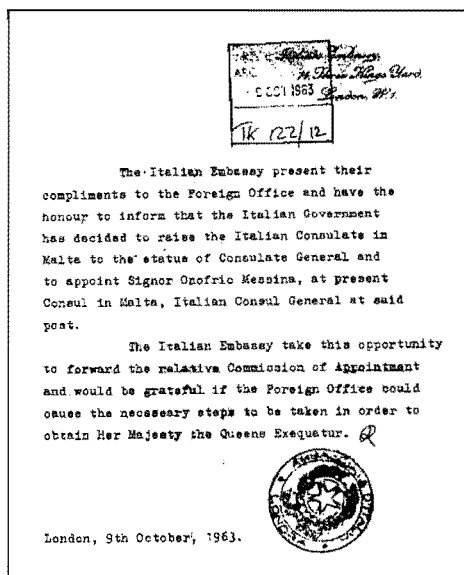 Italian Embassy,
14 Three Kings Yard
London, W.1.
OCT 1963
TK 122/12
The Italian Embassy present their
compliments to the Foreign Office and have the
honour to inform that the Italian Government
has decided to raise the Italian Consulate in
Malta to the status of Consulate General and
to appoint Signor Onofrio Messina, at present
Consul in Malta, Italian Consul General at said
post.
The Italian Embassy take this opportunity
to forward the relative Commission of Appointment
and would be grateful if the Foreign Office could
cause the necessary steps to be taken in order to
obtain Her Majesty the Queens Exequatur.
AMBASCIATA D'ITALIA
LONDRA
London, 9th October, 1963.